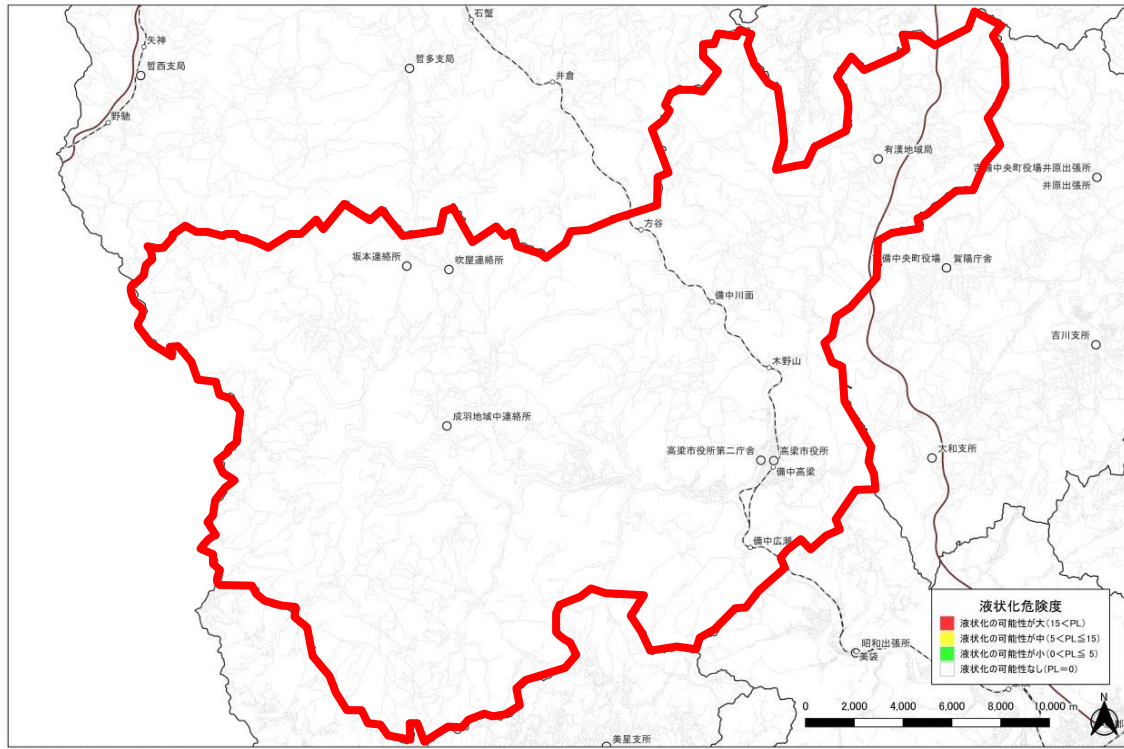 石蟹
矢神
哲西支局
哲多支局
井倉
野馳
有漢地域局
吉備中央町役場井原出張所
井原出張所
方谷
坂本連絡所
吹屋連絡所
備中央町役場
賀陽庁舎
備中川面
吉川支所
木野山
成羽地域中連絡所
高梁市役所第二庁舎
高梁市役所
備中高梁
大和支所
備中広瀬
昭和出張所
美袋
美星支所
液状化危険度
液状化の可能性が大(15<PL)
液状化の可能性が中(5<PL≦15)
液状化の可能性が小(0<PL≦ 5)
液状化の可能性なし(PL=0)
0 2,000 4,000 6,000 8,000 10,000 m
N